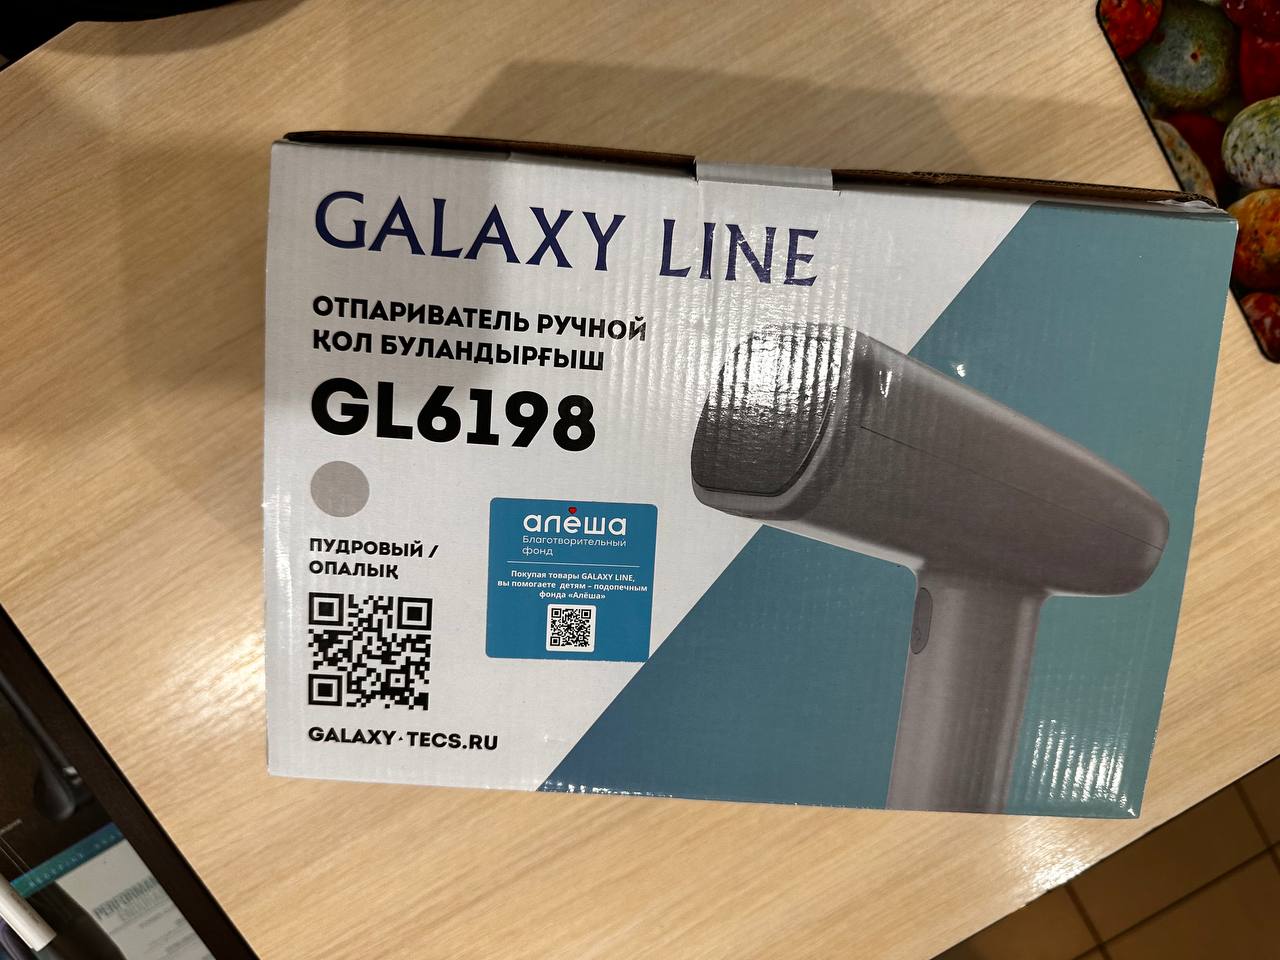 GALAXY LINE
ОТПАРИВАТЕЛЬ РУЧНОЙ
ҚОЛ БУЛАНДЫРҒЫШ
GL6198
ПУДРОВЫЙ /
ОПАЛЫҚ
алёша
Благотворительный
фонд
Покупая товары GALAXY LINE,
вы помогаете детям – подопечным
фонда «Алёша»
GALAXY-TECS.RU